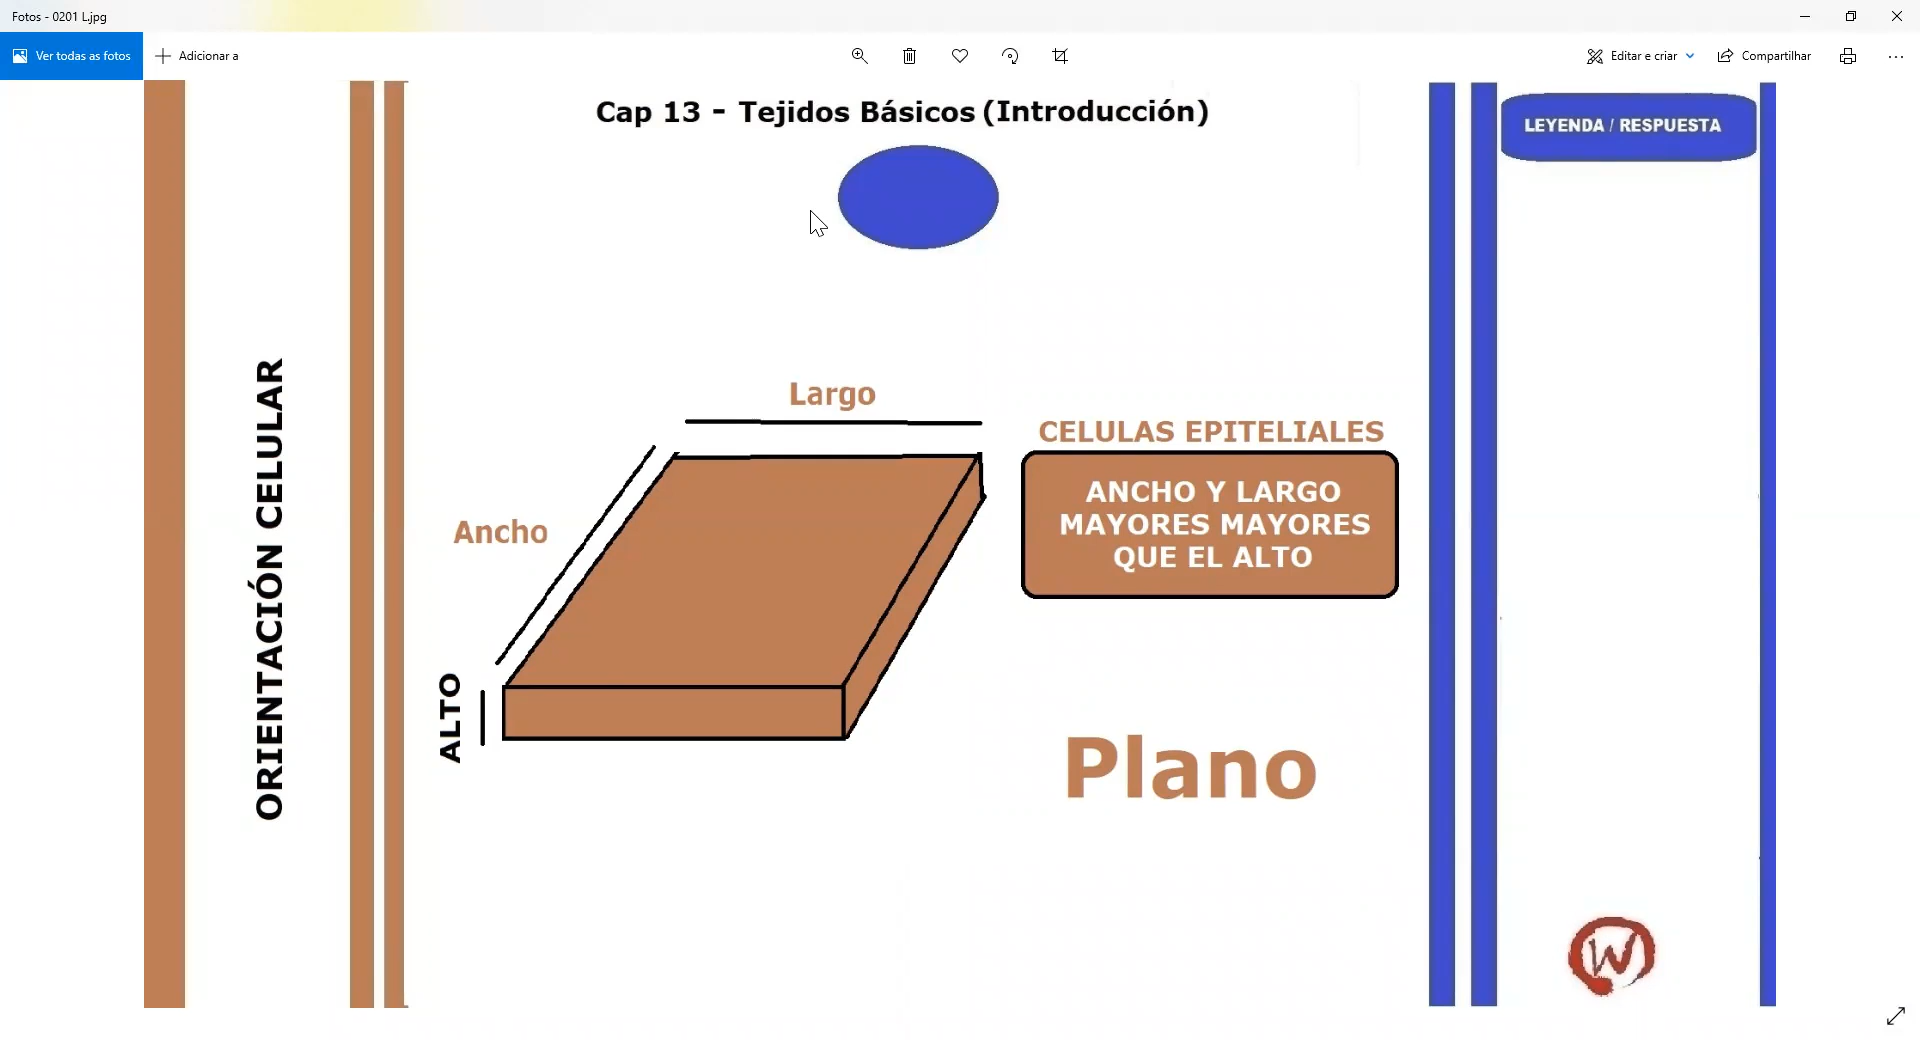 Fotos - 0201 L.jpg
Ver todas as fotos
Adicionar a
Editar e criar
Compartilhar
Cap 13 - Tejidos Básicos (Introducción)
LEYENDA / RESPUESTA
ORIENTACIÓN CELULAR
Largo
Ancho
ALTO
CELULAS EPITELIALES
ANCHO Y LARGO
MAYORES MAYORES
QUE EL ALTO
Plano
W